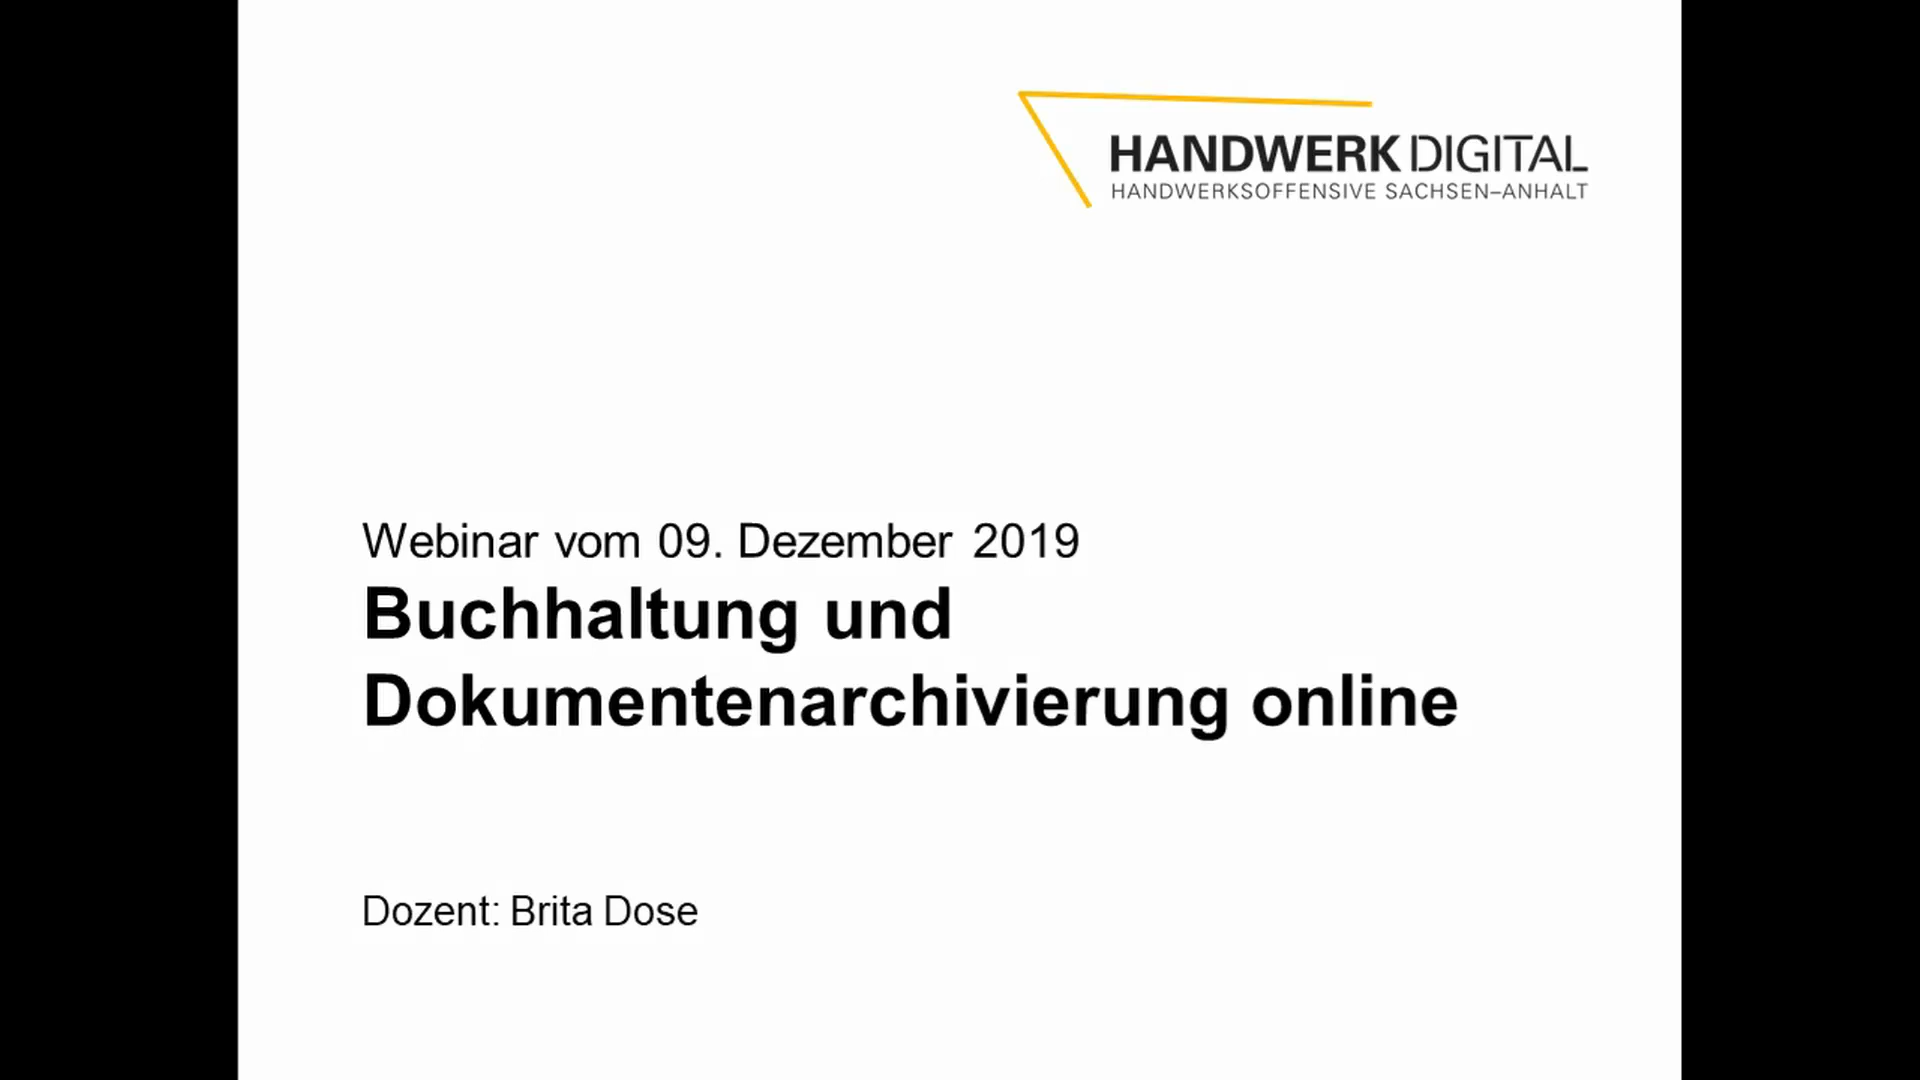 HANDWERK DIGITAL
HANDWERKSOFFENSIVE SACHSEN–ANHALT
Webinar vom 09. Dezember 2019
Buchhaltung und
Dokumentenarchivierung online
Dozent: Brita Dose